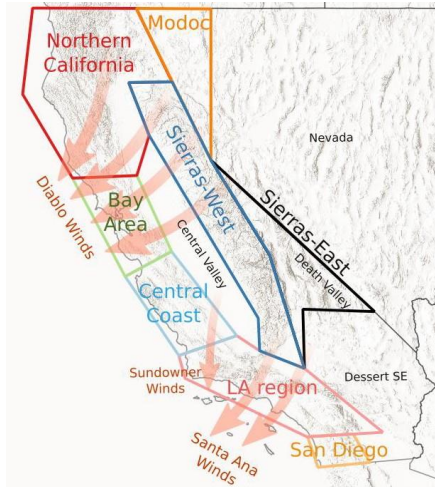 Modoc
Northern
California
Nevada
Sierras-West
Sierras-East
Diablo Winds
Bay
Area
Central Valley
Death Valley
Central
Coast
Sundowner
Winds
LA region
Dessert SE
Santa Ana
Winds
San Diego